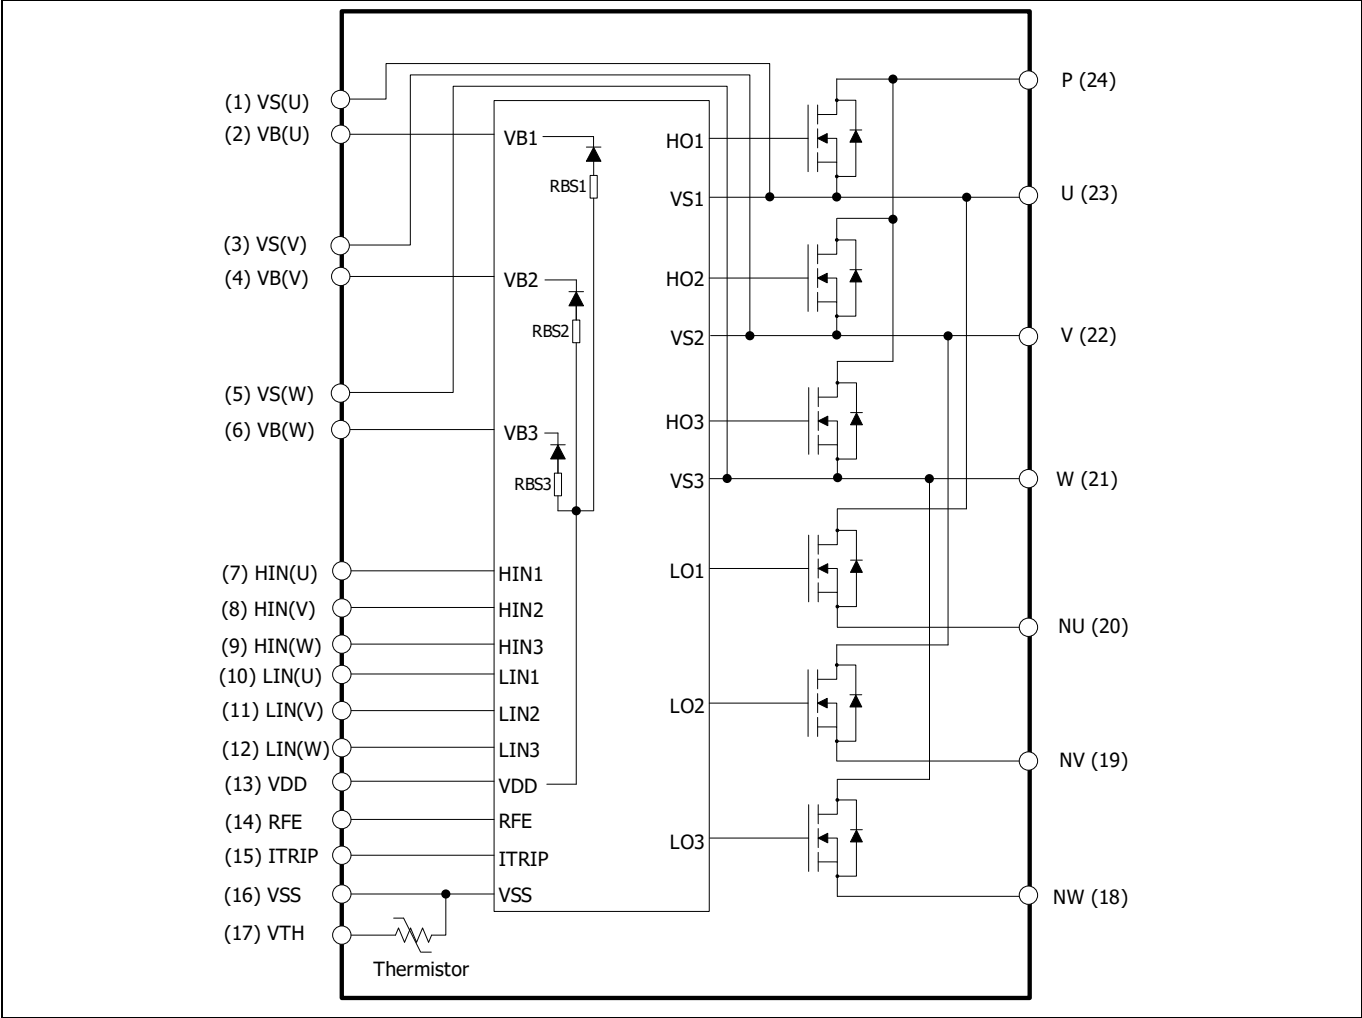 (1) VS(U)
(2) VB(U)
(3) VS(V)
(4) VB(V)
(5) VS(W)
(6) VB(W)
(7) HIN(U)
(8) HIN(V)
(9) HIN(W)
(10) LIN(U)
(11) LIN(V)
(12) LIN(W)
(13) VDD
(14) RFE
(15) ITRIP
(16) VSS
(17) VTH
Thermistor
VB1
RBS1
VB2
RBS2
VB3
RBS3
HIN1
HIN2
HIN3
LIN1
LIN2
LIN3
VDD
RFE
ITRIP
VSS
HO1
VS1
HO2
VS2
HO3
VS3
LO1
LO2
LO3
P (24)
U (23)
V (22)
W (21)
NU (20)
NV (19)
NW (18)